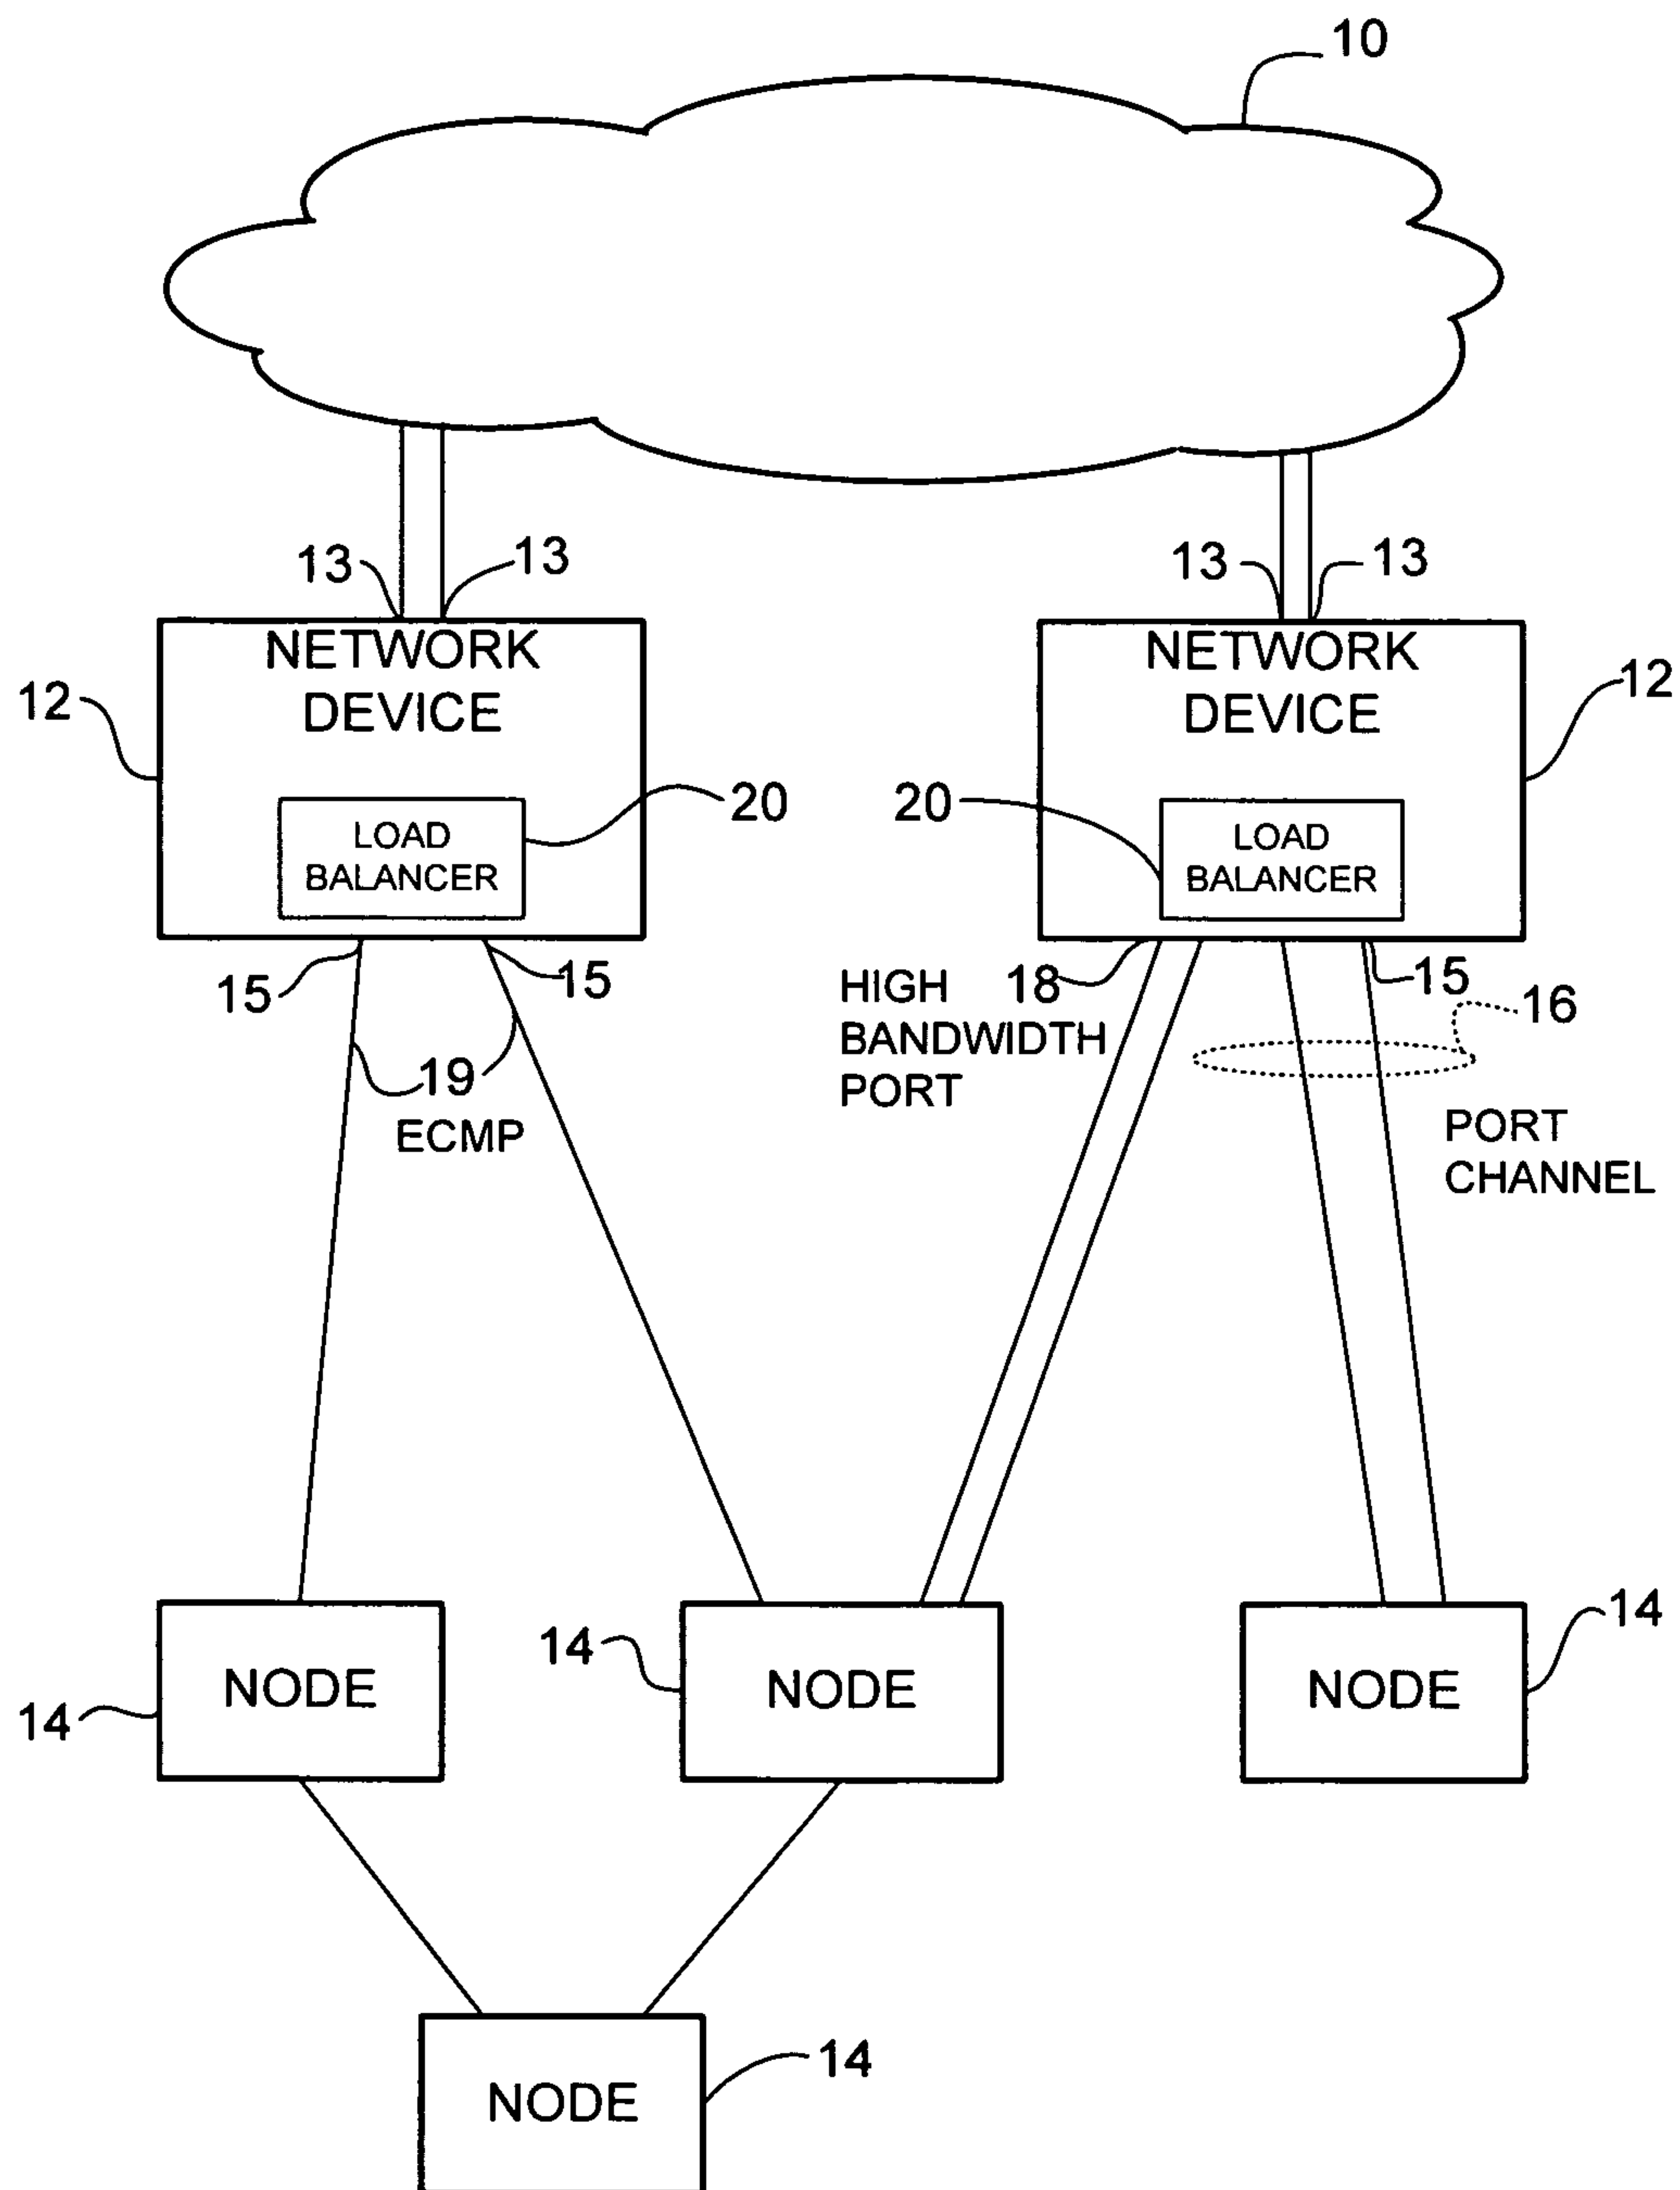 10
13
13
13
13
NETWORK
DEVICE
NETWORK
DEVICE
12
12
LOAD
BALANCER
20
20
LOAD
BALANCER
15
15
HIGH
BANDWIDTH
PORT
18
15
16
19
ECMP
PORT
CHANNEL
14
NODE
14
NODE
NODE
14
NODE
14